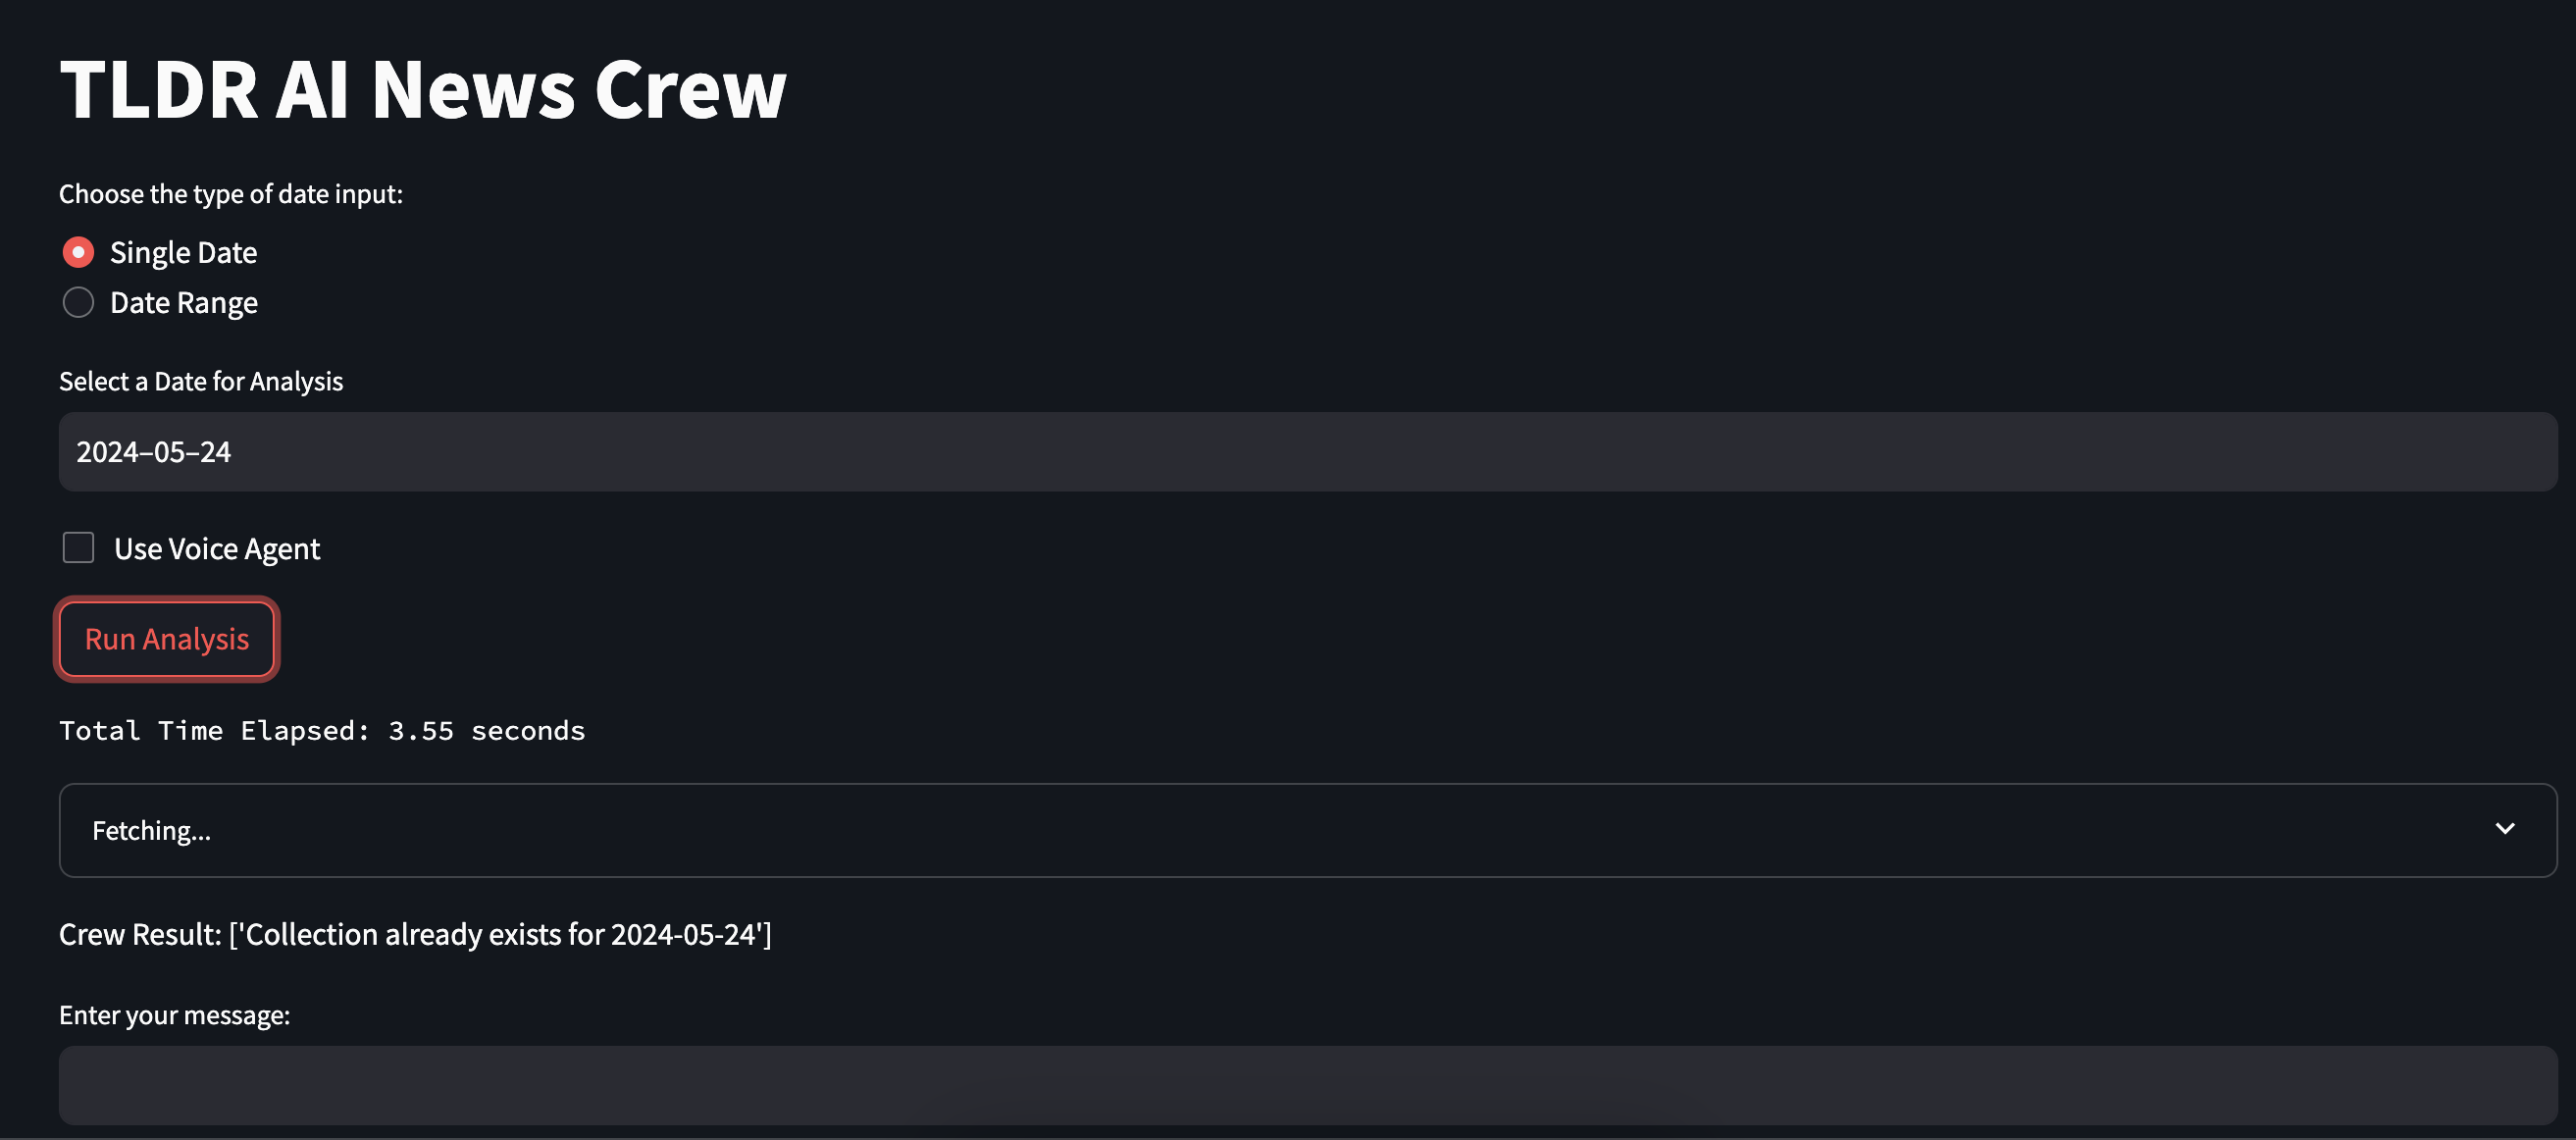 TLDR AI News Crew
Choose the type of date input:
Single Date
Date Range
Select a Date for Analysis
2024–05–24
Use Voice Agent
Run Analysis
Total Time Elapsed: 3.55 seconds
Fetching...
Crew Result: ['Collection already exists for 2024-05-24']
Enter your message: